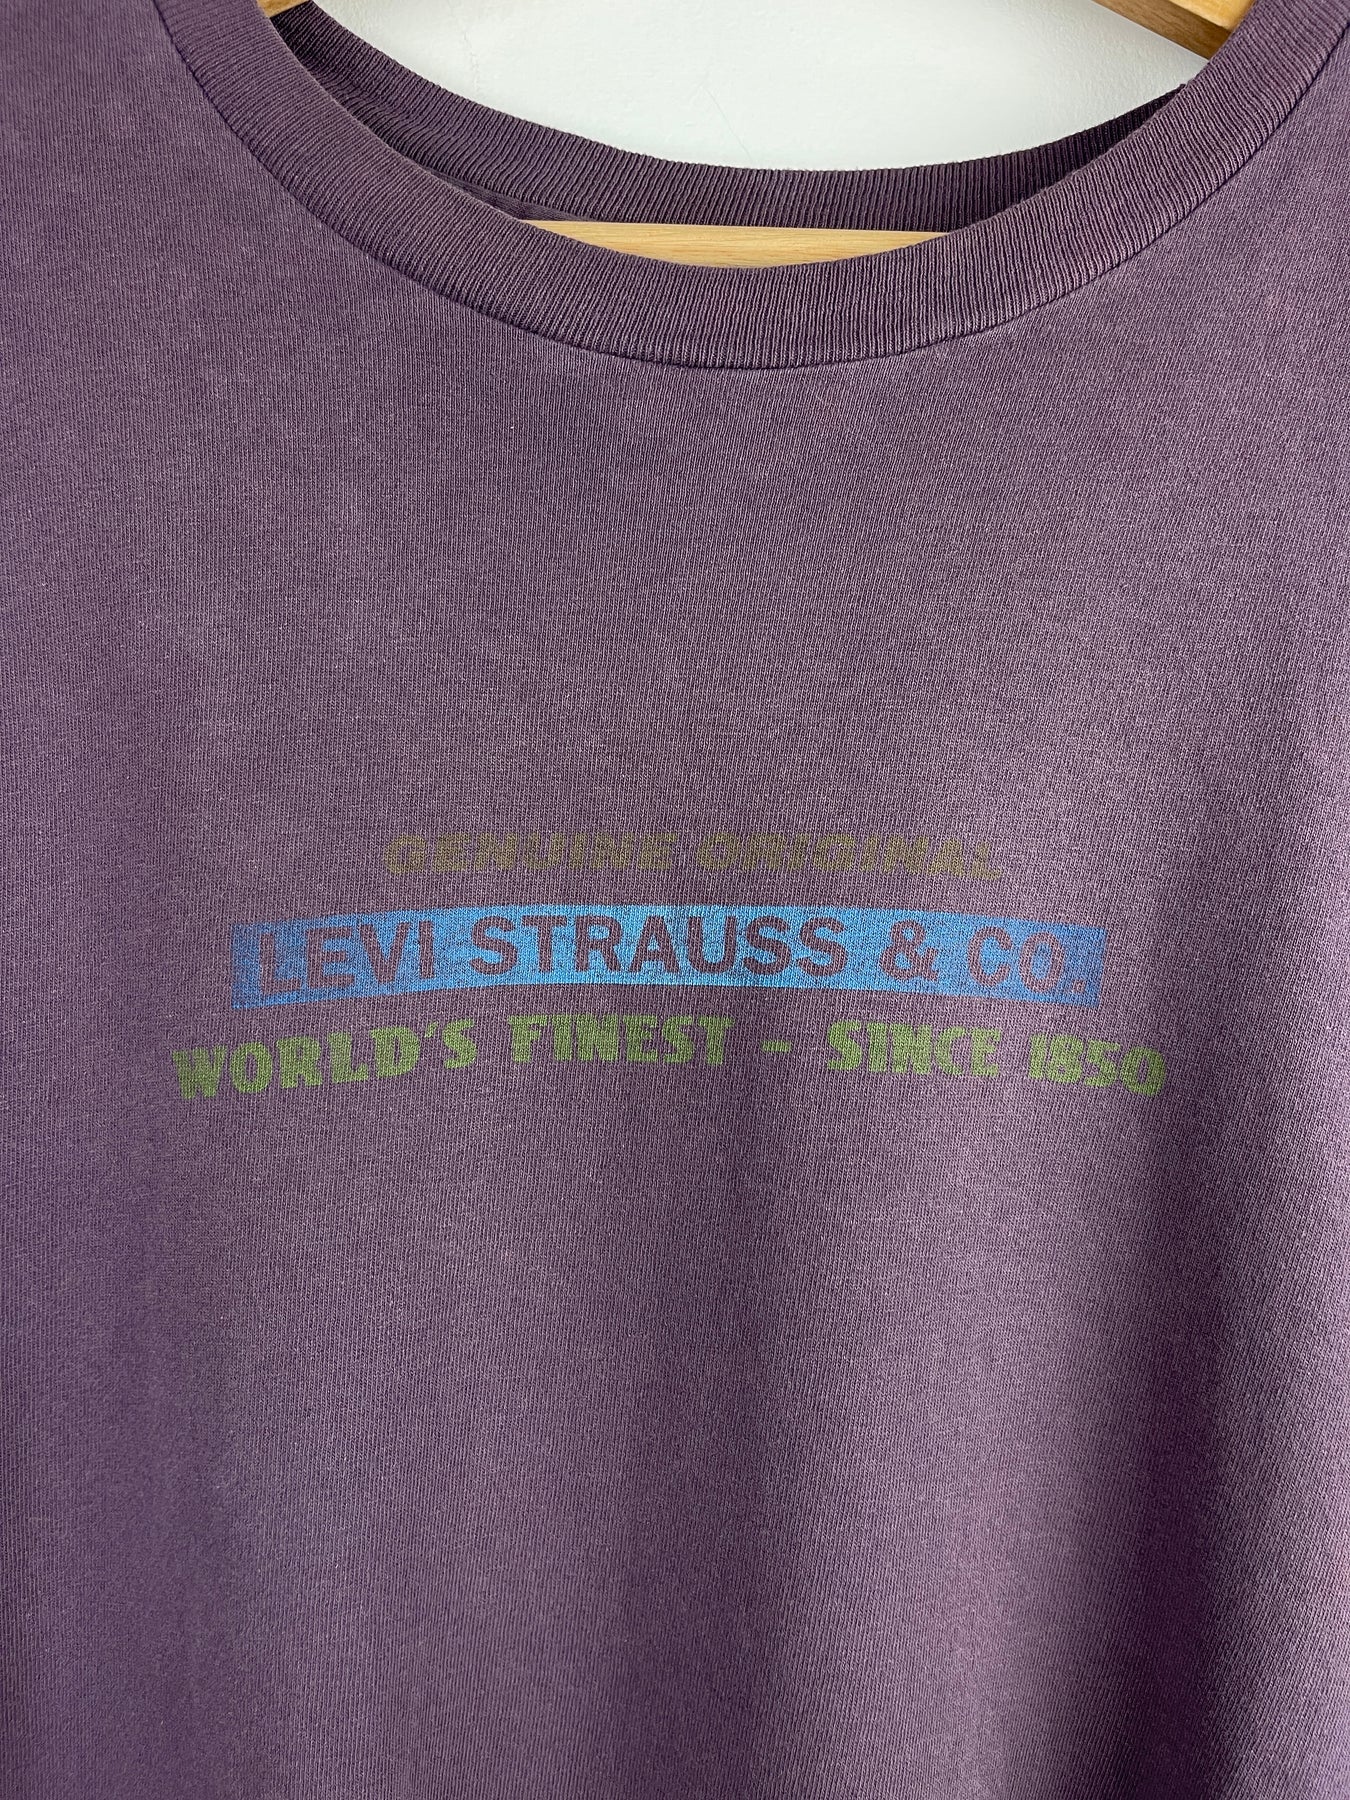 GENUINE ORIGINAL
LEVI STRAUSS & CO.
WORLD'S FINEST - SINCE 1850